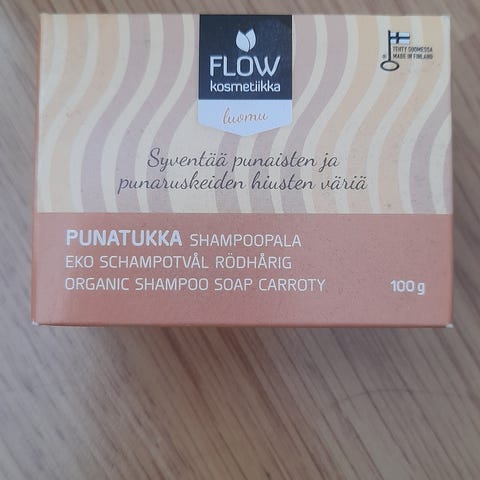 FLOW
kosmetiikka
luomu
TEHTY SUOMESSA
MADE IN FINLAND
Syventää punaisten ja
punaruskeiden hiusten väriä
PUNATUKKA SHAMPOOPALA
EKO SCHAMPOTVÅL RÖDHÅRIG
ORGANIC SHAMPOO SOAP CARROTY 100 g